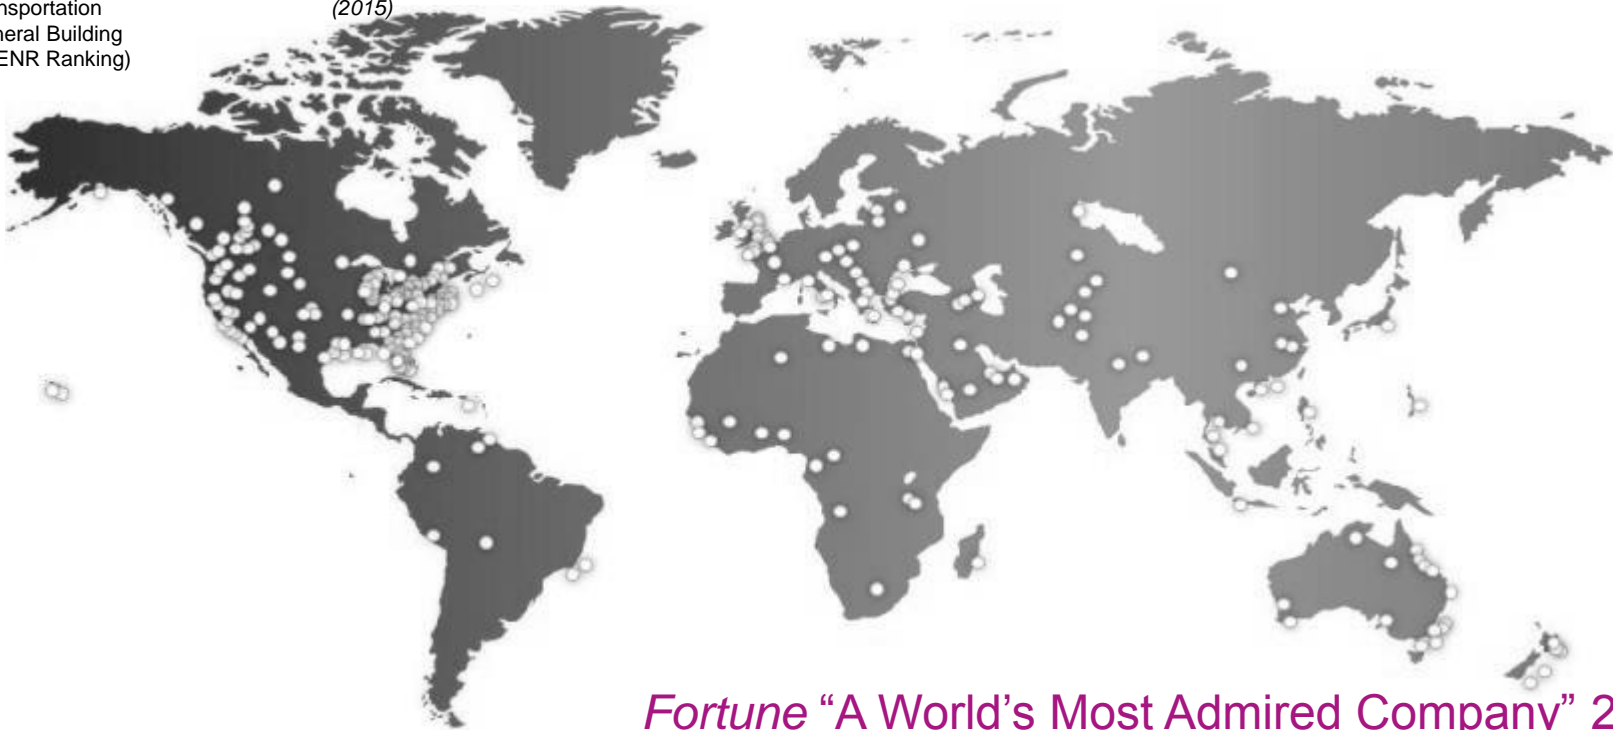 nsportation
(2015)
neral Building
ENR Ranking)
Fortune “A World’s Most Admired Company” 2